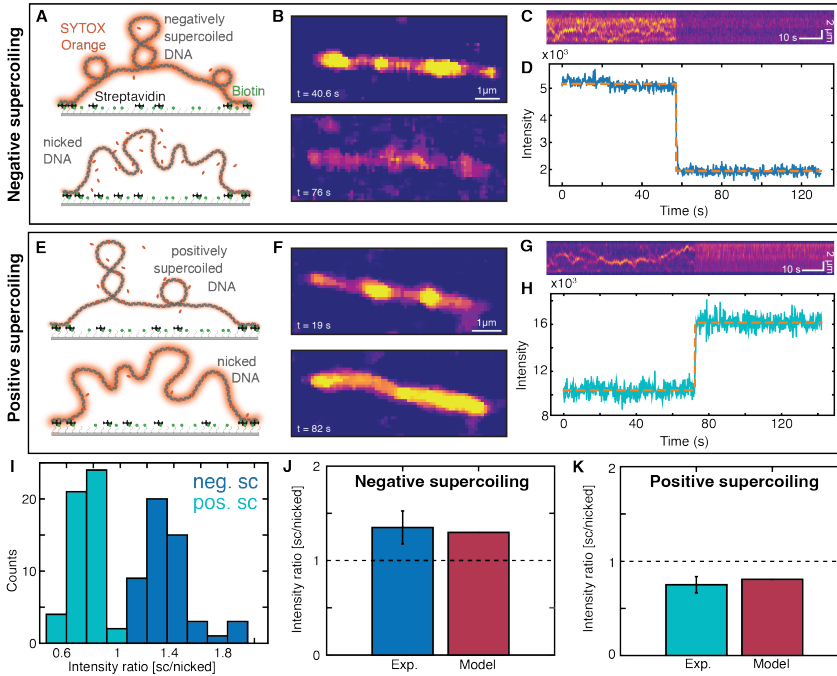 Negative supercoiling
A
SYTOX
Orange
negatively
supercoiled
DNA
Streptavidin
Biotin
nicked
DNA
B
t = 40.6 s
1µm
t = 76 s
C
10 s
2 µm
D
x10³
5
4
3
2
Intensity
0
40
80
120
Time (s)
Positive supercoiling
E
positively
supercoiled
DNA
nicked
DNA
F
t = 19 s
1µm
t = 82 s
G
10 s
2 µm
H
x10³
16
12
10
8
Intensity
0
40
80
120
Time (s)
I
neg. sc
pos. sc
20
10
0
Counts
0.6
1
1.4
1.8
Intensity ratio [sc/nicked]
J
Negative supercoiling
2
1
0
Intensity ratio [sc/nicked]
Exp.
Model
K
Positive supercoiling
2
1
0
Intensity ratio [sc/nicked]
Exp.
Model